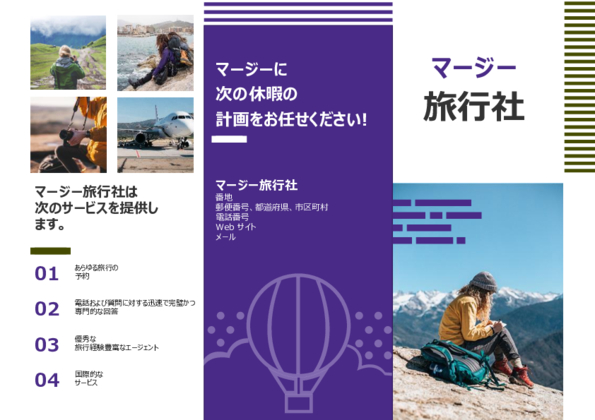 マージー旅行社は
次のサービスを提供し
ます。
01
あらゆる旅行の
予約
02
電話および質問に対する迅速で完璧かつ
専門的な回答
03
優秀な
旅行経験豊富なエージェント
04
国際的な
サービス
マージーに
次の休暇の
計画をお任せください!
マージー旅行社
番地
郵便番号、都道府県、市区町村
電話番号
Web サイト
メール
マージー
旅行社